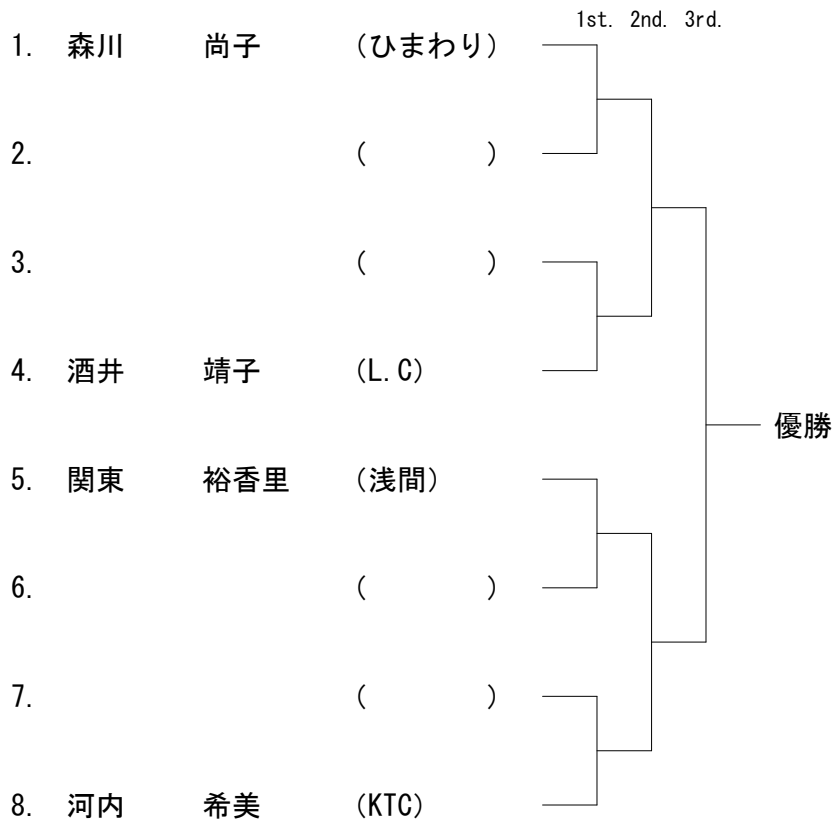 1st. 2nd. 3rd.
1. 森川 尚子 (ひまわり)
2. ( )
3. ( )
4. 酒井 靖子 (L.C)
優勝
5. 関東 裕香里 (浅間)
6. ( )
7. ( )
8. 河内 希美 (KTC)